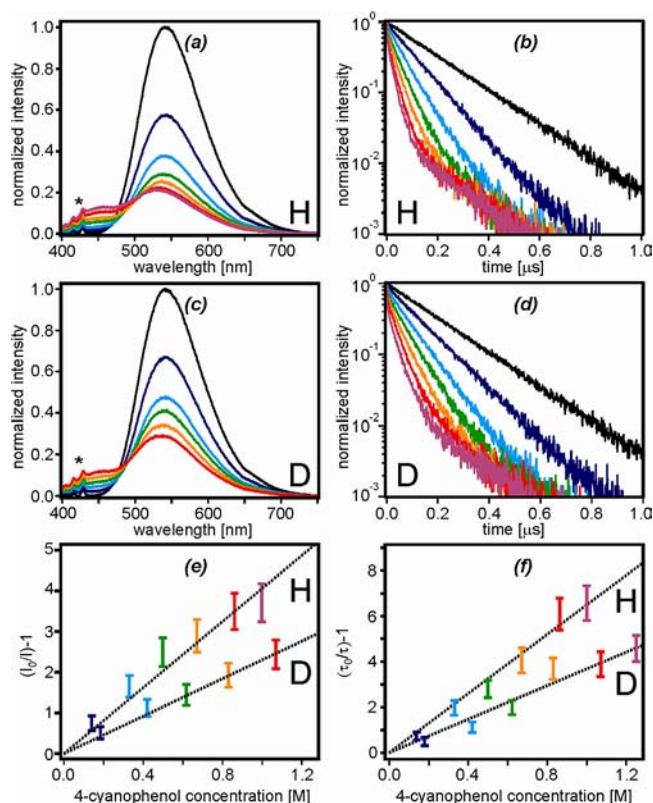 (a)
normalized intensity
1.0
0.8
0.6
0.4
0.2
0.0
*
H
400
500
600
700
wavelength [nm]
(b)
normalized intensity
10⁰
10⁻¹
10⁻²
10⁻³
H
0.0
0.2
0.4
0.6
0.8
1.0
time [μs]
(c)
normalized intensity
1.0
0.8
0.6
0.4
0.2
0.0
*
D
400
500
600
700
wavelength [nm]
(d)
normalized intensity
10⁰
10⁻¹
10⁻²
10⁻³
D
0.0
0.2
0.4
0.6
0.8
1.0
time [μs]
(e)
(I₀/I)-1
5
4
3
2
1
0
H
D
0.0
0.4
0.8
1.2
4-cyanophenol concentration [M]
(f)
(τ₀/τ)-1
8
6
4
2
0
H
D
0.0
0.4
0.8
1.2
4-cyanophenol concentration [M]